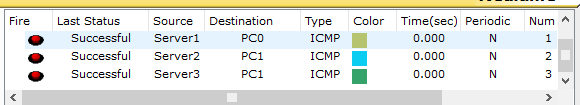 Fire Last Status Source Destination Type Color Time(sec) Periodic Num
Successful Server1 PC0 ICMP 0.000 N 1
Successful Server2 PC1 ICMP 0.000 N 2
Successful Server3 PC1 ICMP 0.000 N 3